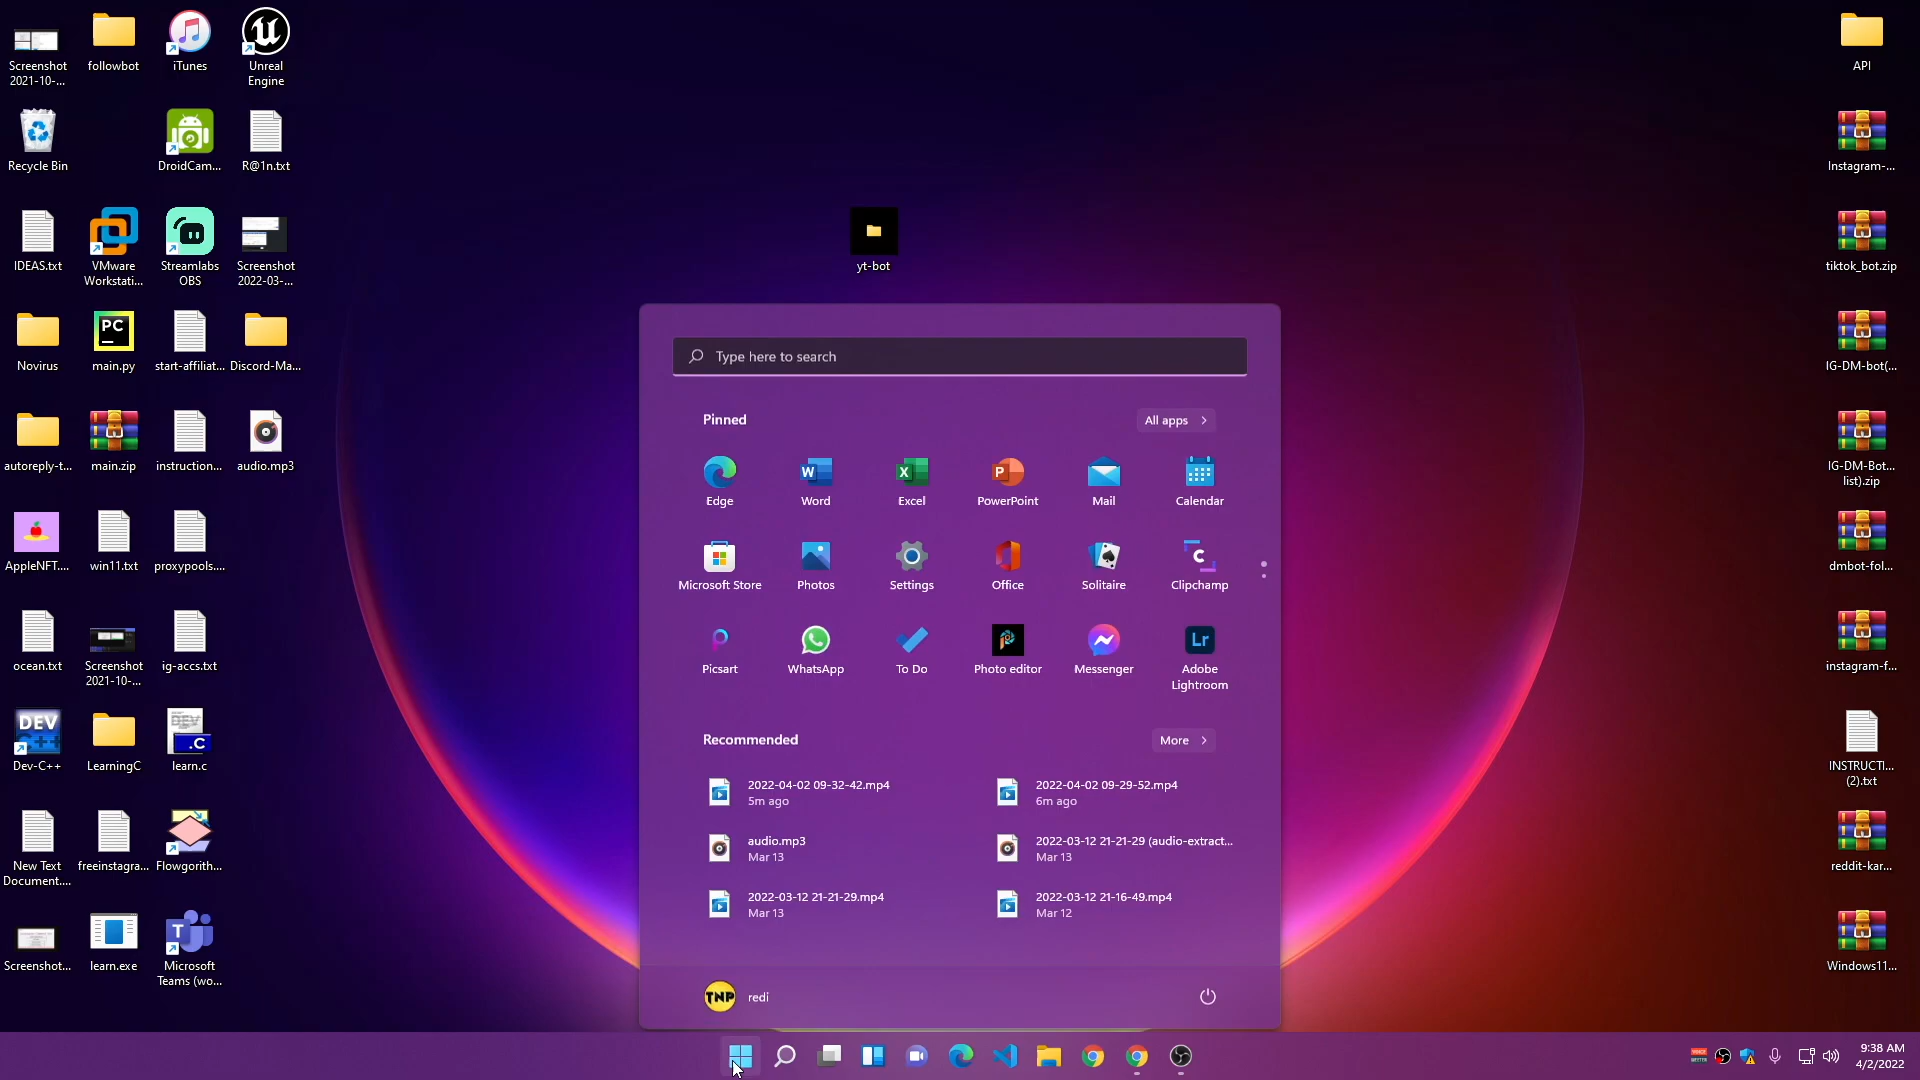 Screenshot
2021-10-...
followbot
iTunes
Unreal
Engine
Recycle Bin
DroidCam...
R@1n.txt
IDEAS.txt
VMware
Workstati...
Streamlabs
OBS
Screenshot
2022-03-...
Novirus
PC
main.py
start-affiliat...
Discord-Ma...
autoreply-t...
main.zip
instruction...
audio.mp3
AppleNFT....
win11.txt
proxypools....
ocean.txt
Screenshot
2021-10-...
ig-accs.txt
DEV
C++
Dev-C++
LearningC
DEV
.C
learn.c
New Text
Document....
freeinstagra...
Flowgorith...
Screenshot...
learn.exe
Microsoft
Teams (wo...
yt-bot
Type here to search
Pinned
All apps
Edge
Word
Excel
PowerPoint
Mail
Calendar
Microsoft Store
Photos
Settings
Office
Solitaire
Clipchamp
Picsart
WhatsApp
To Do
Photo editor
Messenger
Lr
Adobe
Lightroom
Recommended
More
2022-04-02 09-32-42.mp4
5m ago
2022-04-02 09-29-52.mp4
6m ago
audio.mp3
Mar 13
2022-03-12 21-21-29 (audio-extract...
Mar 13
2022-03-12 21-21-29.mp4
Mar 13
2022-03-12 21-16-49.mp4
Mar 12
TNP
redi
API
Instagram-...
tiktok_bot.zip
IG-DM-bot(...
IG-DM-Bot...
list).zip
dmbot-fol...
instagram-f...
INSTRUCTI...
(2).txt
reddit-kar...
Windows11...
9:38 AM
4/2/2022